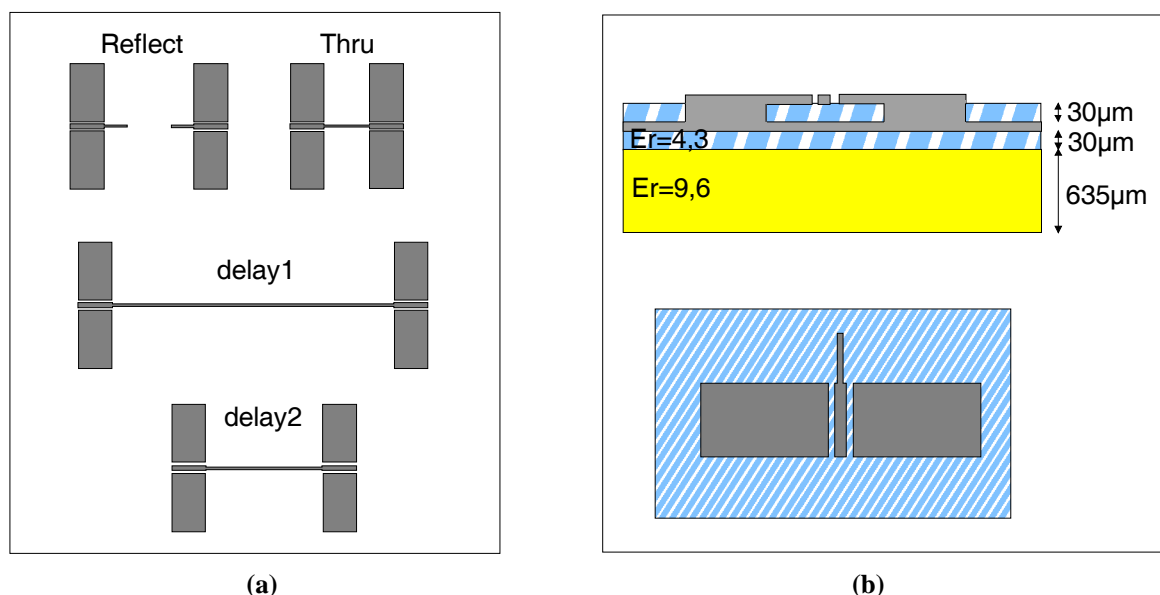 Reflect
Thru
delay1
delay2
(a)
30µm
Er=4,3
30µm
Er=9,6
635µm
(b)